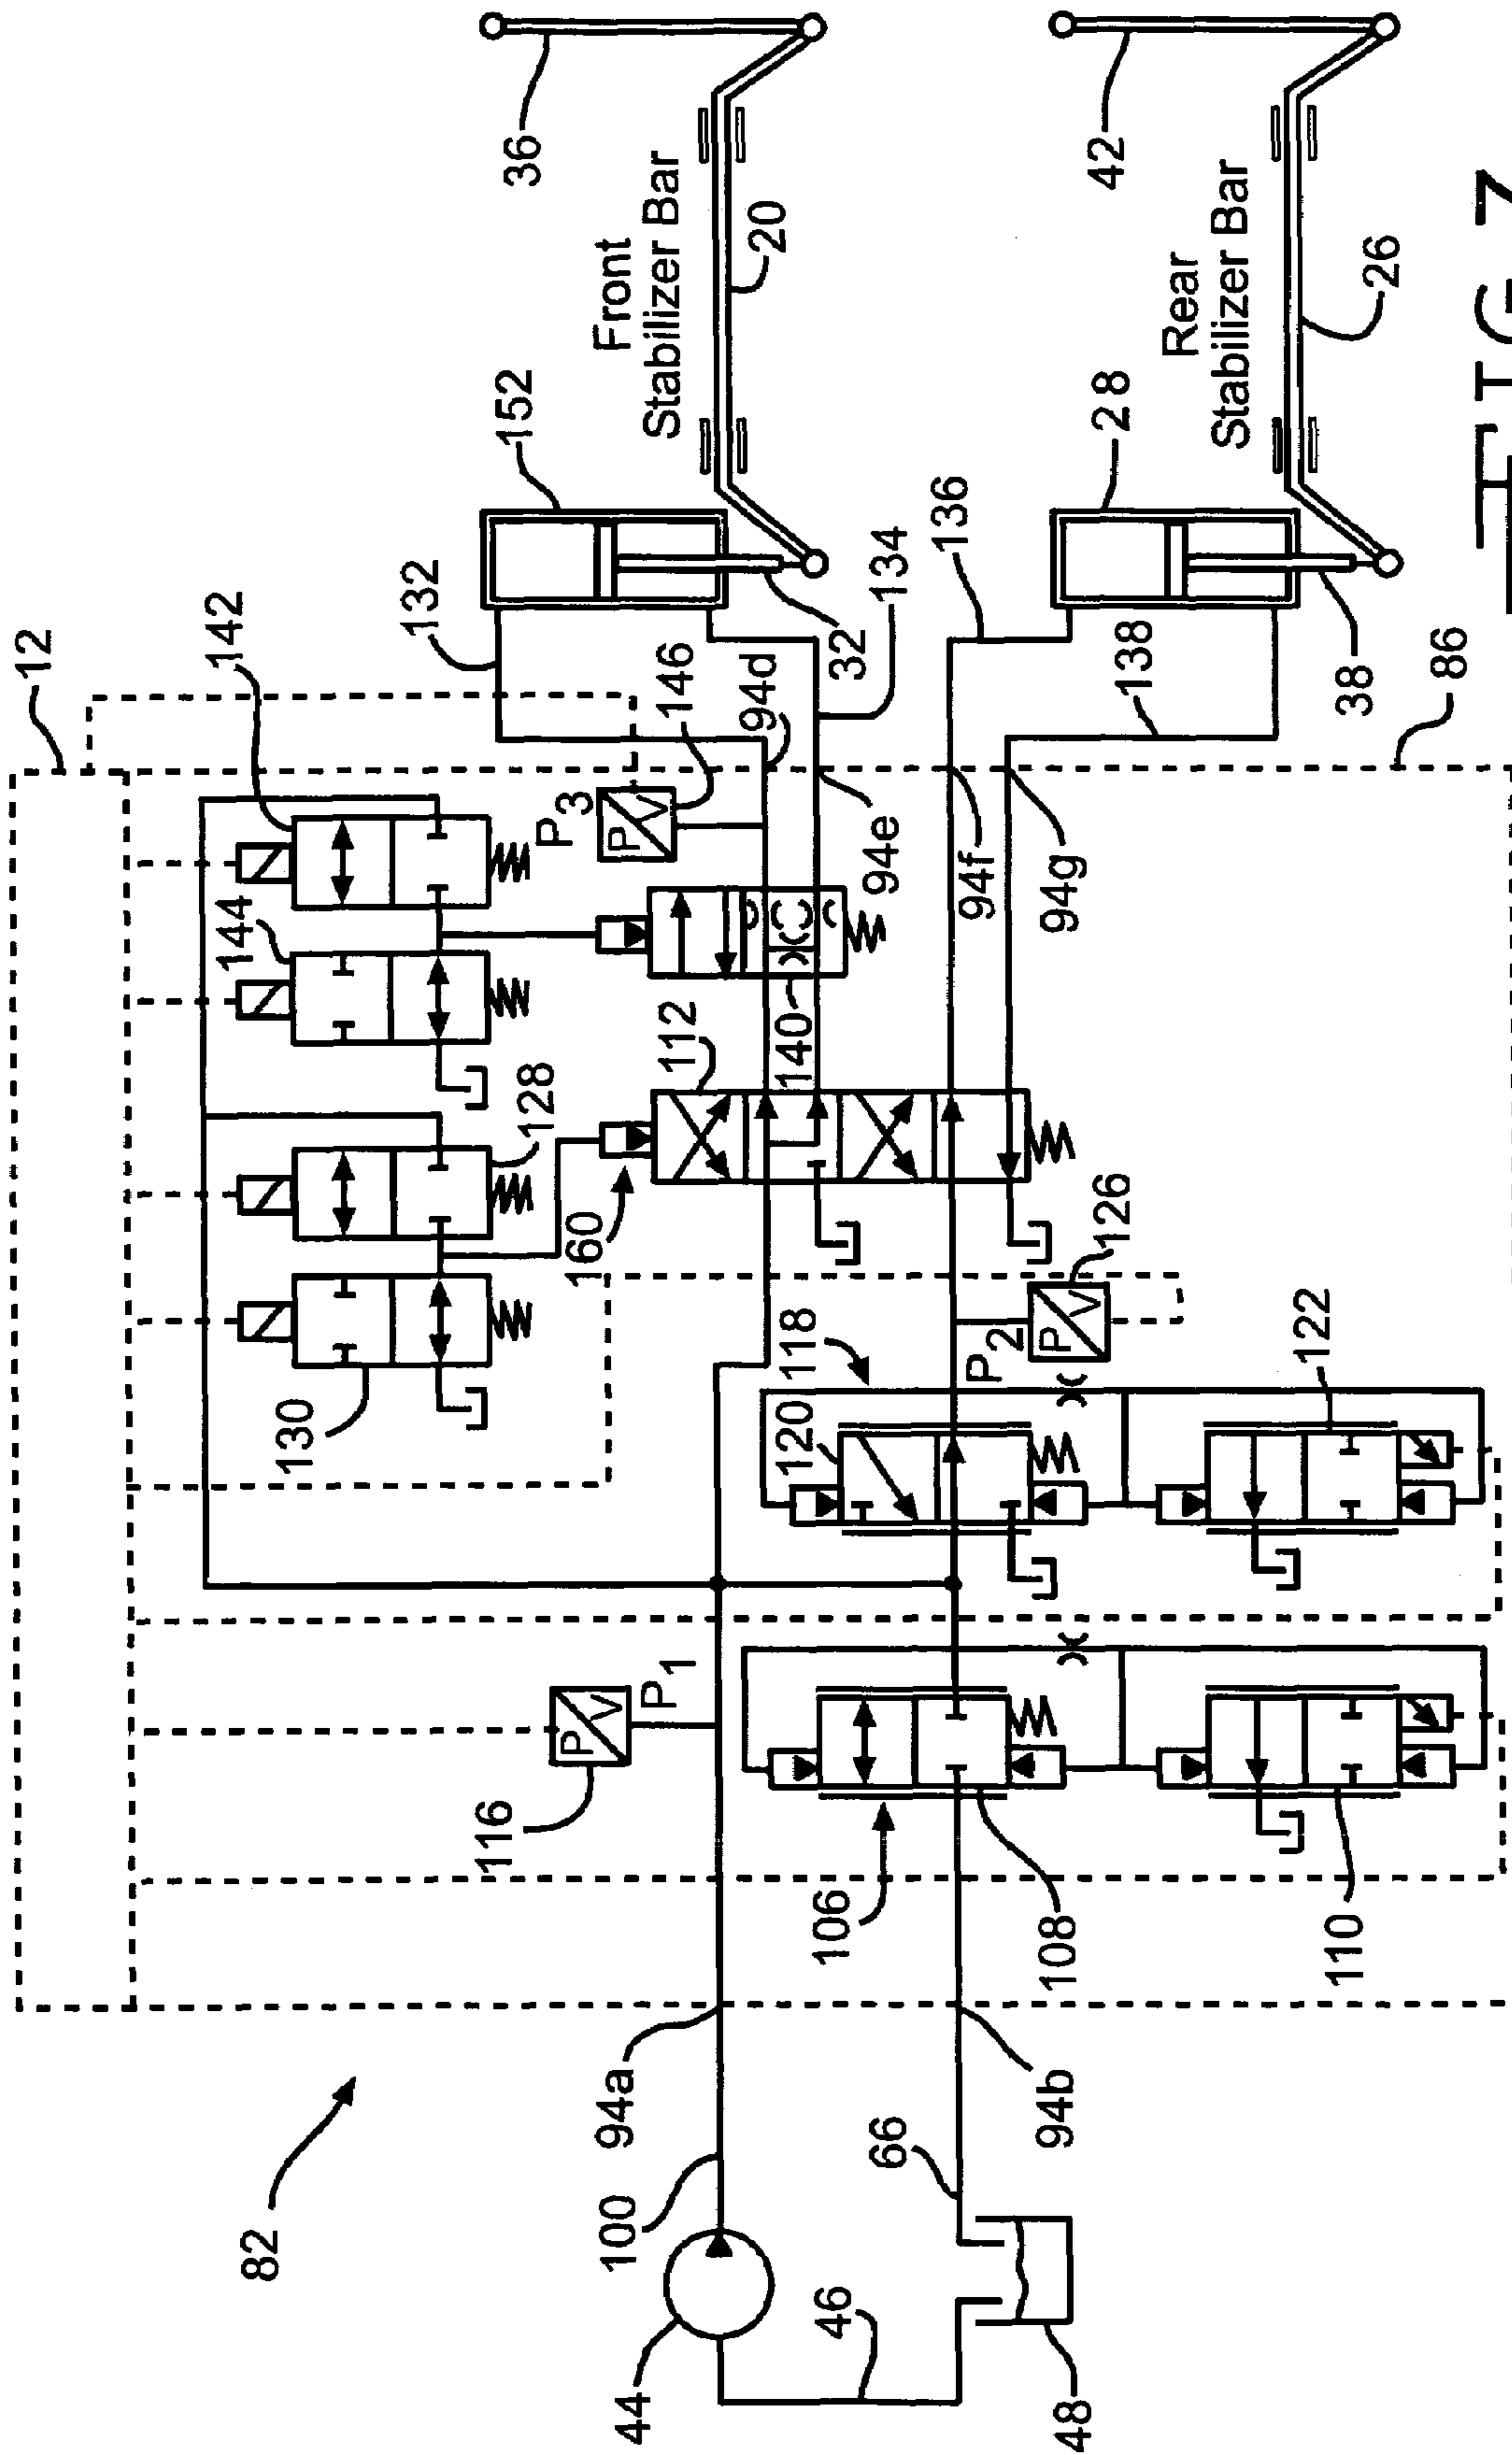 12
142
132
152
36
Front
Stabilizer Bar
20
144
P3
P
V
146
94d
32
134
94e
128
112
140
160
130
94f
94g
136
138
28
38
Rear
Stabilizer Bar
42
26
86
118
120
P2
P
V
126
122
116
P
V
P1
106
108
110
82
100
94a
44
46
66
94b
48